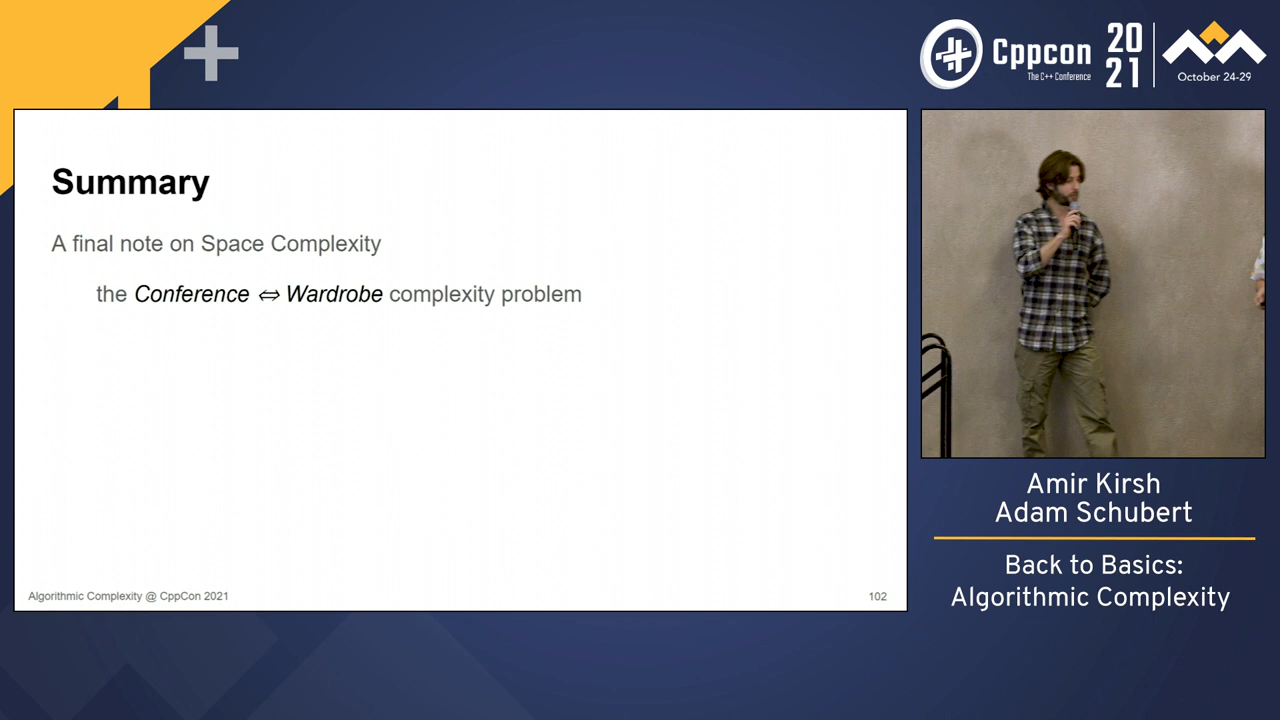 Cppcon
The C++ Conference
20
21
October 24-29
Summary
A final note on Space Complexity
the Conference ⇔ Wardrobe complexity problem
Algorithmic Complexity @ CppCon 2021
102
Amir Kirsh
Adam Schubert
Back to Basics:
Algorithmic Complexity